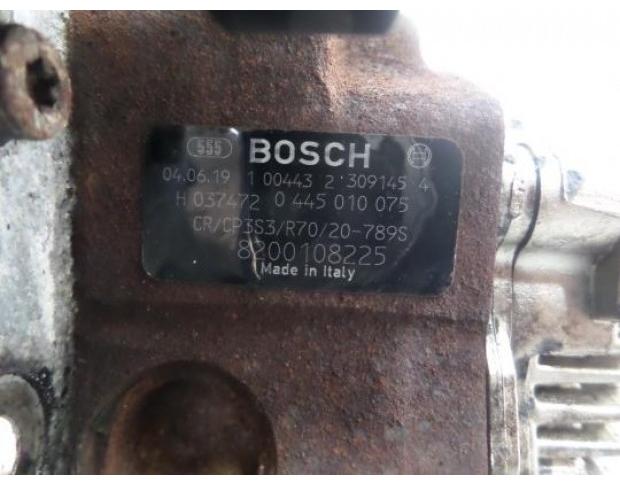 555 BOSCH
04.06.19 1 00443 2 309145 4
H 037472 0 445 010 075
CR/CP3S3/R70/20-789S
8200108225
Made in Italy